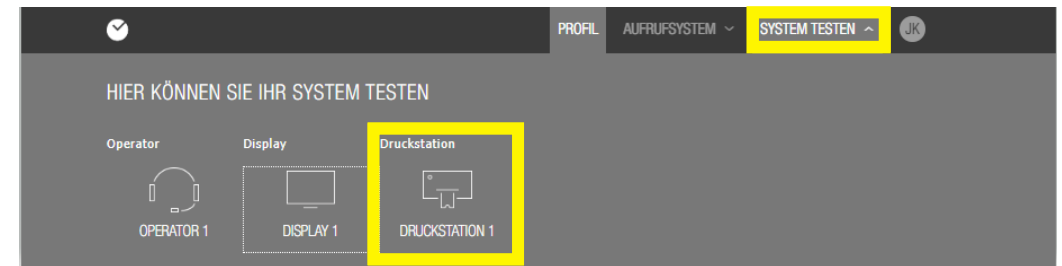 PROFIL AUFRUFSYSTEM SYSTEM TESTEN JK
HIER KÖNNEN SIE IHR SYSTEM TESTEN
Operator Display Druckstation
OPERATOR 1 DISPLAY 1 DRUCKSTATION 1